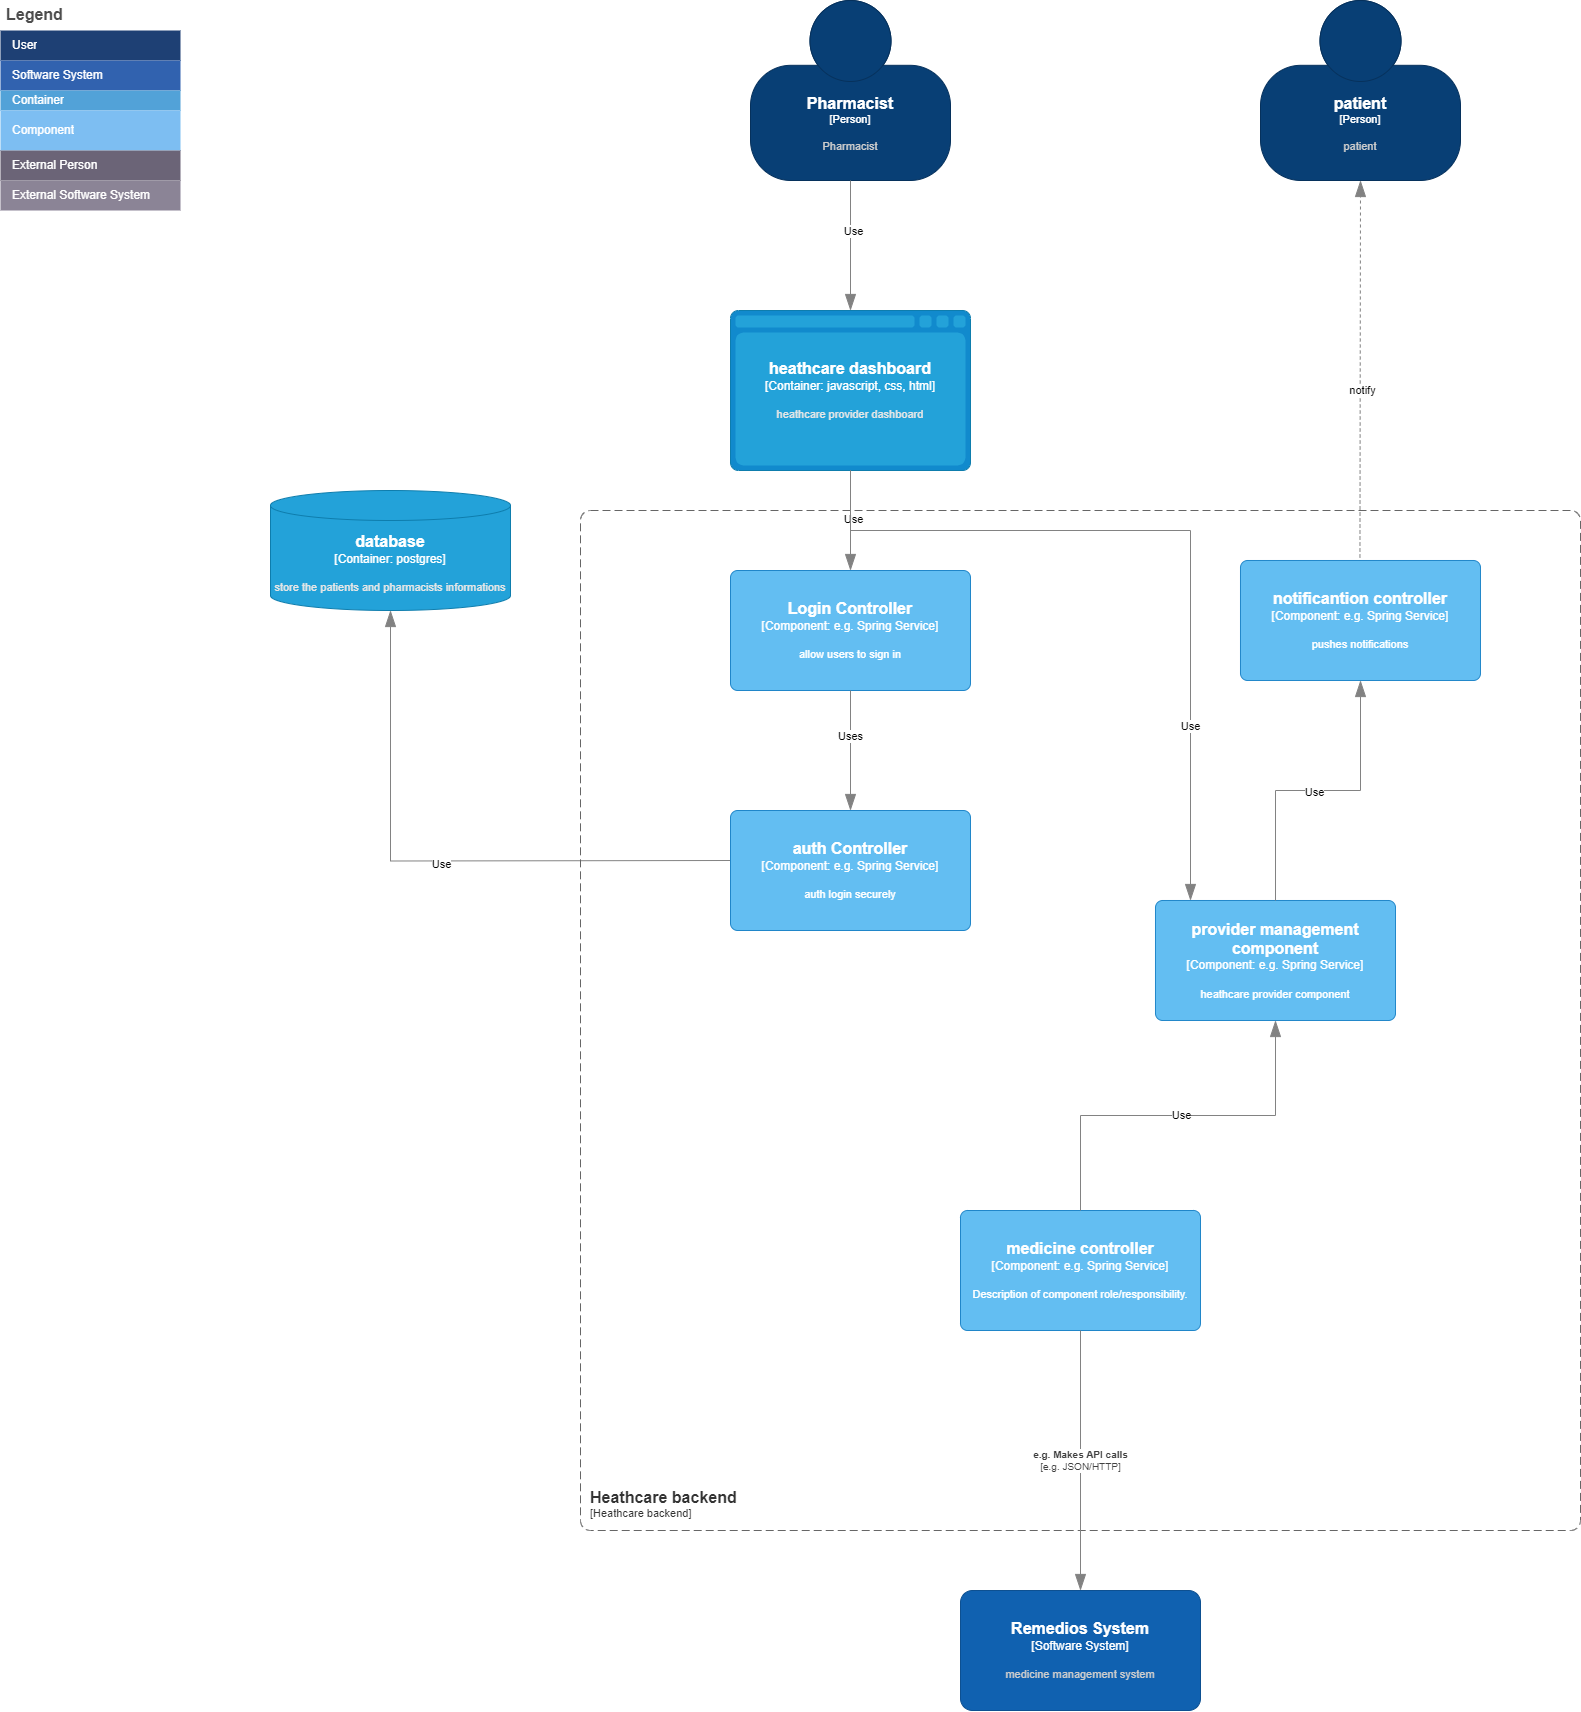 Legend
User
Software System
Container
Component
External Person
External Software System
Pharmacist
[Person]
Pharmacist
patient
[Person]
patient
Use
heathcare dashboard
[Container: javascript, css, html]
heathcare provider dashboard
notify
database
[Container: postgres]
store the patients and pharmacists informations
Use
Login Controller
[Component: e.g. Spring Service]
allow users to sign in
notificantion controller
[Component: e.g. Spring Service]
pushes notifications
Uses
Use
Use
auth Controller
[Component: e.g. Spring Service]
auth login securely
Use
provider management
component
[Component: e.g. Spring Service]
heathcare provider component
Use
medicine controller
[Component: e.g. Spring Service]
Description of component role/responsibility.
e.g. Makes API calls
[e.g. JSON/HTTP]
Heathcare backend
[Heathcare backend]
Remedios System
[Software System]
medicine management system